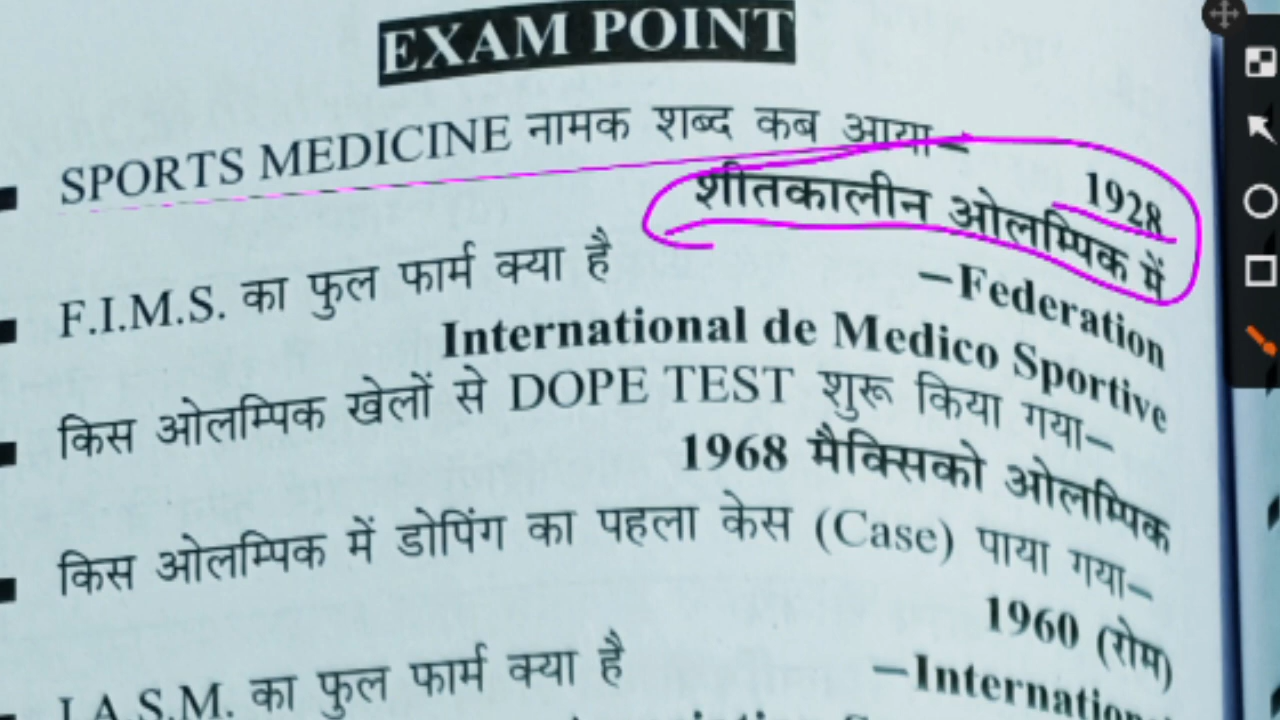 EXAM POINT
SPORTS MEDICINE नामक शब्द कब आया–
1928
शीतकालीन ओलम्पिक में
F.I.M.S. का फुल फार्म क्या है
–Federation
International de Medico Sportive
किस ओलम्पिक खेलों से DOPE TEST शुरू किया गया–
1968 मैक्सिको ओलम्पिक
किस ओलम्पिक में डोपिंग का पहला केस (Case) पाया गया–
1960 (रोम)
I.A.S.M. का फुल फार्म क्या है
–Internation